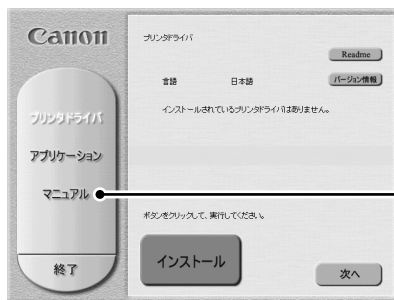 Canon
プリンタドライバ
Readme
言語 日本語
バージョン情報
インストールされているプリンタドライバはありません。
プリンタドライバ
アプリケーション
マニュアル
ボタンをクリックして、実行してください。
インストール
終了
次へ